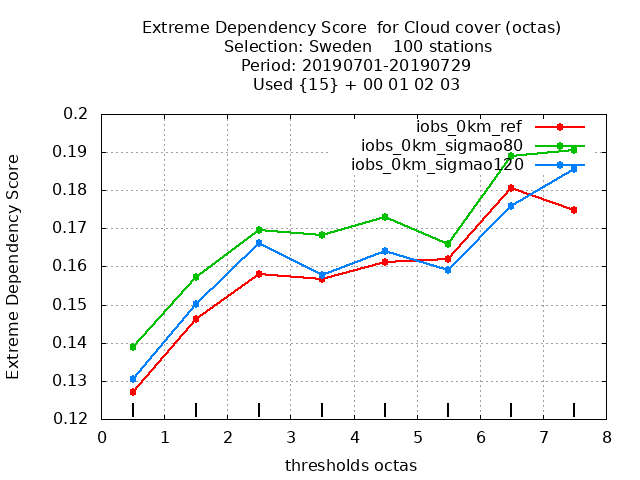 Extreme Dependency Score  for Cloud cover (octas)
Selection: Sweden    100 stations
Period: 20190701-20190729
Used {15} + 00 01 02 03
iobs_0km_ref
iobs_0km_sigmao80
iobs_0km_sigmao120
Extreme Dependency Score
0.2
0.19
0.18
0.17
0.16
0.15
0.14
0.13
0.12
0 1 2 3 4 5 6 7 8
thresholds octas